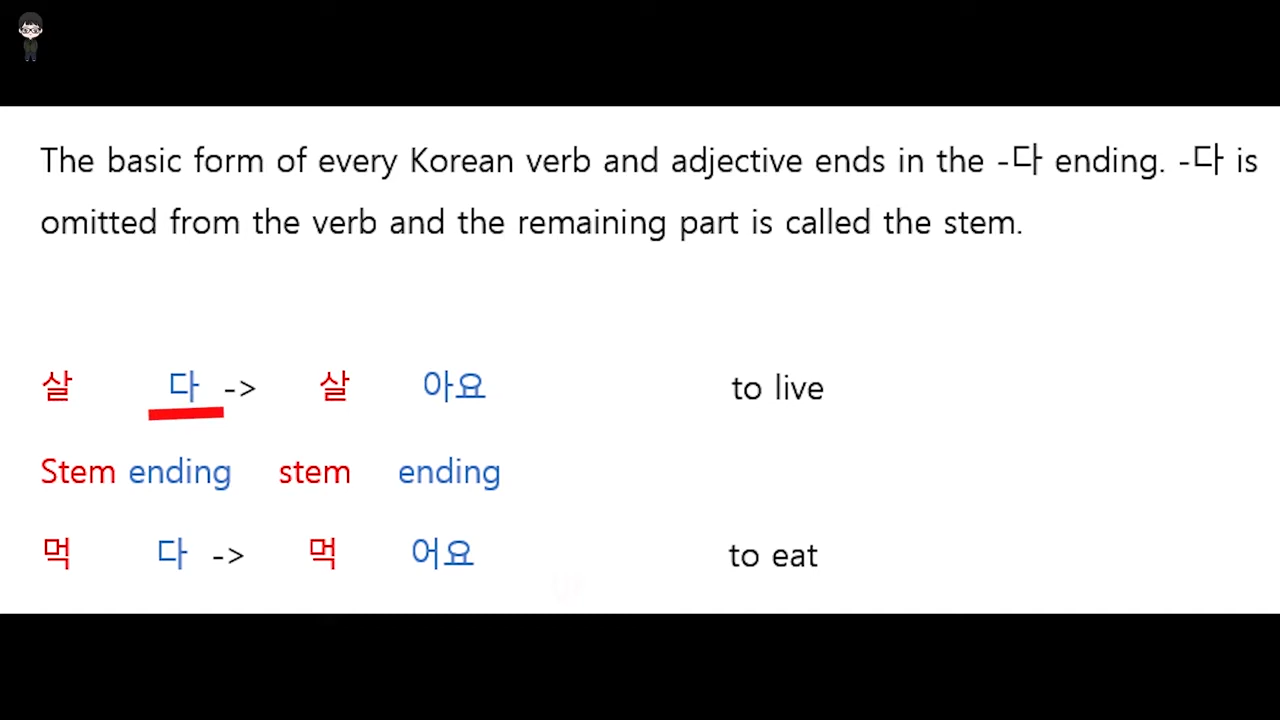 The basic form of every Korean verb and adjective ends in the -다 ending. -다 is
omitted from the verb and the remaining part is called the stem.
살 다 -> 살 아요 to live
Stem ending stem ending
먹 다 -> 먹 어요 to eat